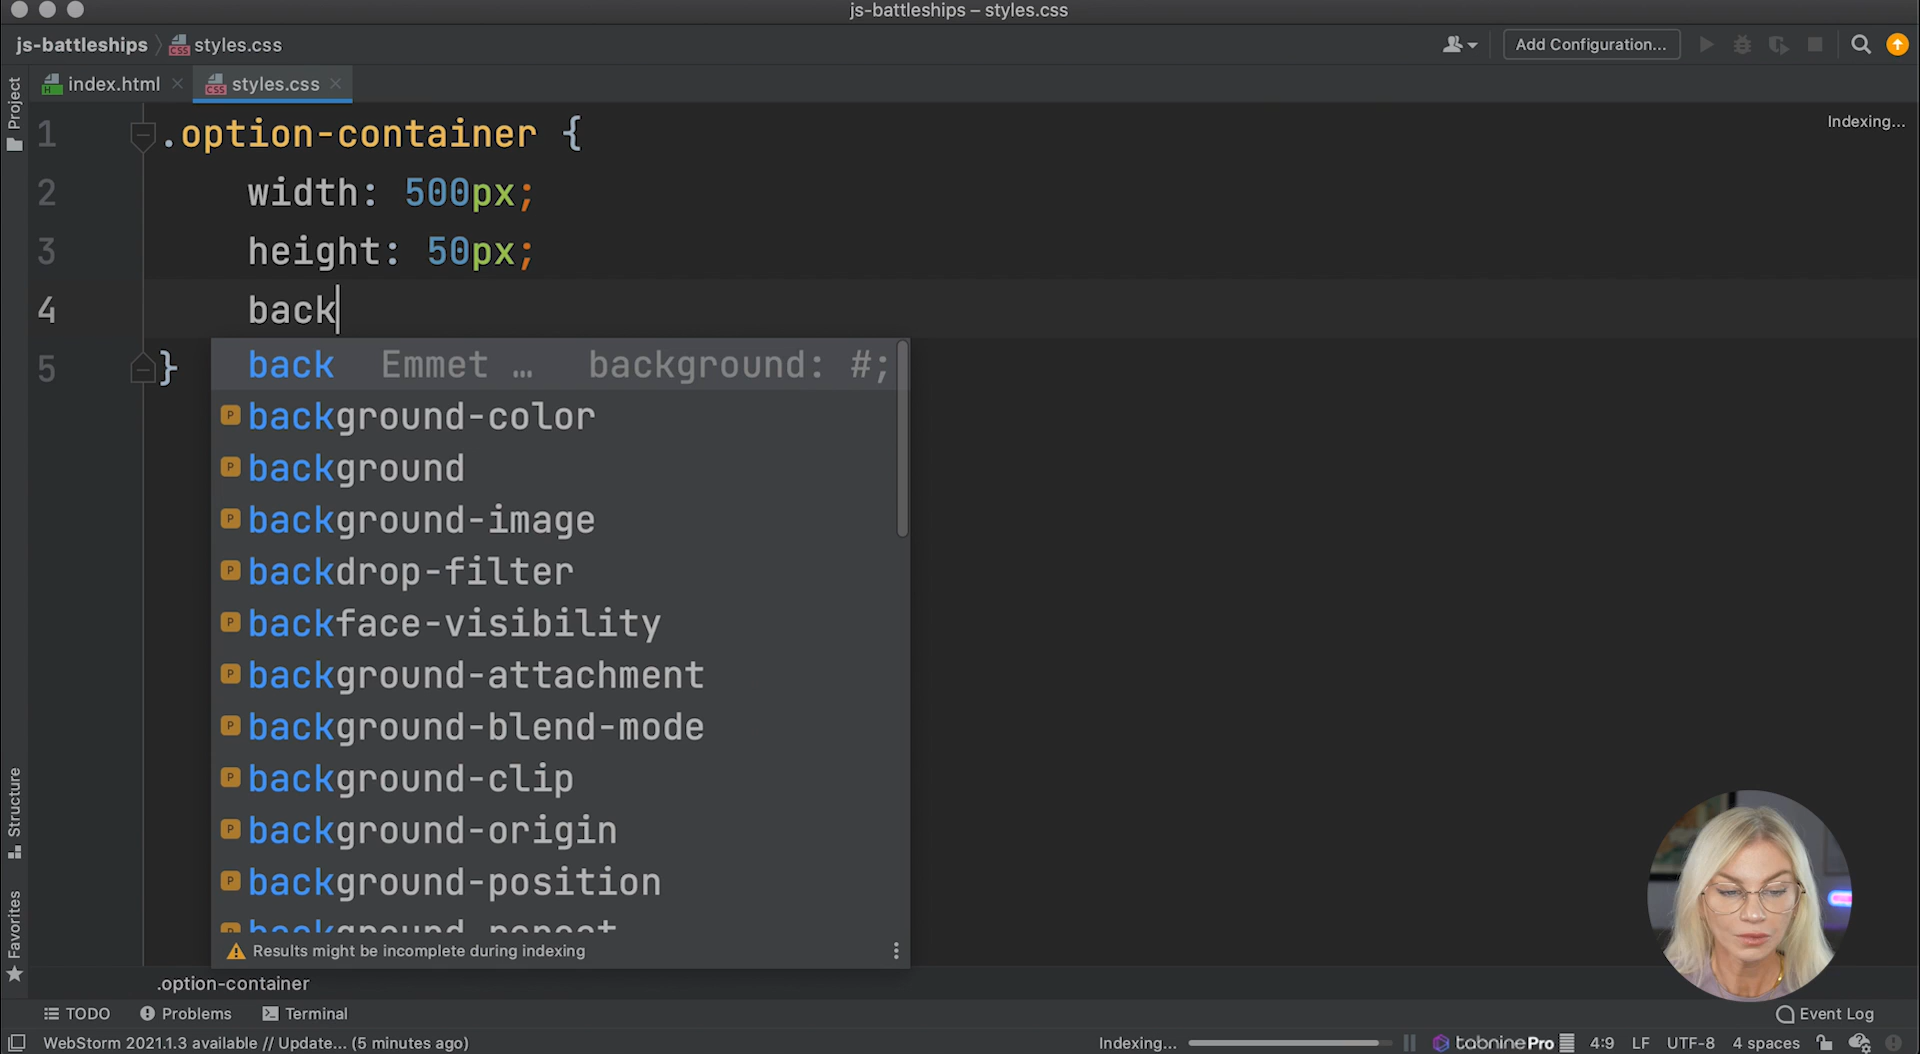 js-battleships – styles.css
js-battleships
styles.css
Add Configuration...
Project
index.html
styles.css
Indexing...
1 .option-container {
2 width: 500px;
3 height: 50px;
4 back
5 }
back Emmet … background: #;
background-color
background
background-image
backdrop-filter
backface-visibility
background-attachment
background-blend-mode
background-clip
background-origin
background-position
background-repeat
Results might be incomplete during indexing
Structure
Favorites
.option-container
TODO
Problems
Terminal
Event Log
WebStorm 2021.1.3 available // Update... (5 minutes ago)
Indexing...
tabninePro
4:9
LF
UTF-8
4 spaces